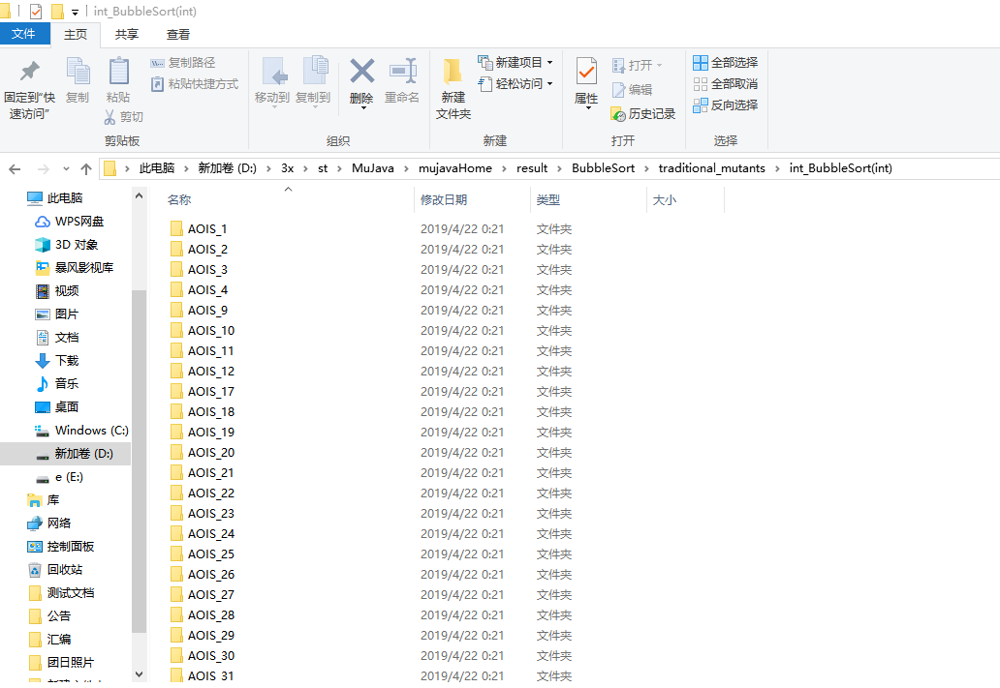 int_BubbleSort(int)
文件 主页 共享 查看
固定到"快速访问"
复制
粘贴
复制路径
粘贴快捷方式
剪切
剪贴板
移动到
复制到
删除
重命名
组织
新建文件夹
新建项目
轻松访问
新建
属性
打开
编辑
历史记录
打开
全部选择
全部取消
反向选择
选择
此电脑 › 新加卷 (D:) › 3x › st › MuJava › mujavaHome › result › BubbleSort › traditional_mutants › int_BubbleSort(int)
此电脑
WPS网盘
3D 对象
暴风影视库
视频
图片
文档
下载
音乐
桌面
Windows (C:)
新加卷 (D:)
e (E:)
库
网络
控制面板
回收站
测试文档
公告
汇编
团日照片
名称 修改日期 类型 大小
AOIS_1 2019/4/22 0:21 文件夹
AOIS_2 2019/4/22 0:21 文件夹
AOIS_3 2019/4/22 0:21 文件夹
AOIS_4 2019/4/22 0:21 文件夹
AOIS_9 2019/4/22 0:21 文件夹
AOIS_10 2019/4/22 0:21 文件夹
AOIS_11 2019/4/22 0:21 文件夹
AOIS_12 2019/4/22 0:21 文件夹
AOIS_17 2019/4/22 0:21 文件夹
AOIS_18 2019/4/22 0:21 文件夹
AOIS_19 2019/4/22 0:21 文件夹
AOIS_20 2019/4/22 0:21 文件夹
AOIS_21 2019/4/22 0:21 文件夹
AOIS_22 2019/4/22 0:21 文件夹
AOIS_23 2019/4/22 0:21 文件夹
AOIS_24 2019/4/22 0:21 文件夹
AOIS_25 2019/4/22 0:21 文件夹
AOIS_26 2019/4/22 0:21 文件夹
AOIS_27 2019/4/22 0:21 文件夹
AOIS_28 2019/4/22 0:21 文件夹
AOIS_29 2019/4/22 0:21 文件夹
AOIS_30 2019/4/22 0:21 文件夹
AOIS_31 2019/4/22 0:21 文件夹